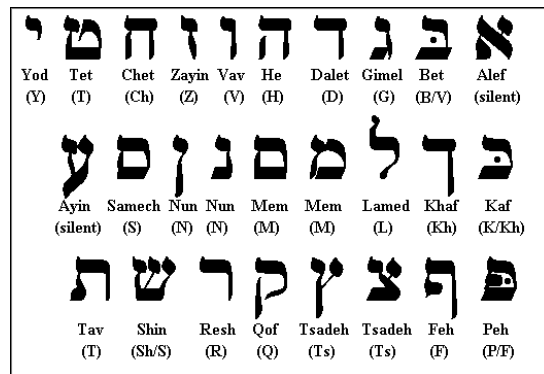 א בּ ג ד ה ו ז ח ט י
Yod Tet Chet Zayin Vav He Dalet Gimel Bet Alef
(Y) (T) (Ch) (Z) (V) (H) (D) (G) (B/V) (silent)
כּ ך ל מ ם נ ן ס ע
Ayin Samech Nun Nun Mem Mem Lamed Khaf Kaf
(silent) (S) (N) (N) (M) (M) (L) (Kh) (K/Kh)
פּ ף צ ץ ק ר ש ת
Tav Shin Resh Qof Tsadeh Tsadeh Feh Peh
(T) (Sh/S) (R) (Q) (Ts) (Ts) (F) (P/F)